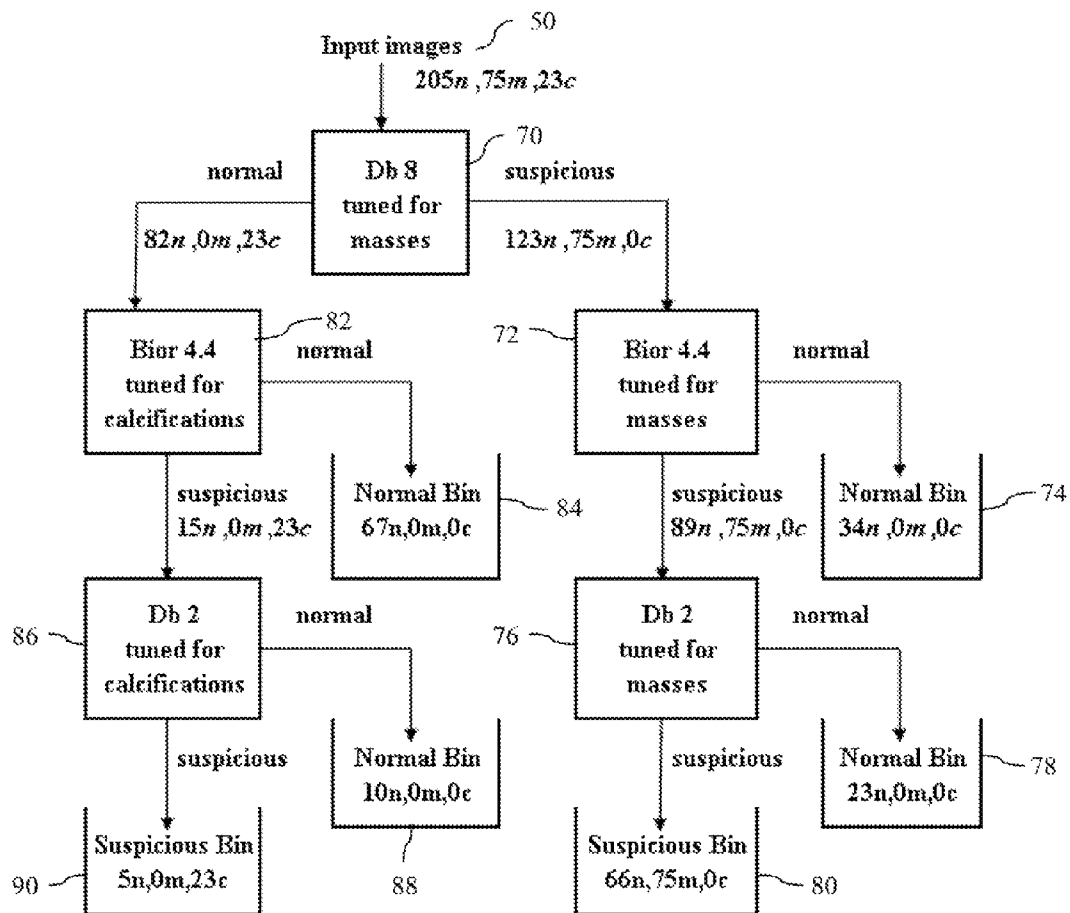 50
Input images
205n ,75m ,23c
70
normal
Db 8
tuned for
masses
suspicious
82n ,0m ,23c
123n ,75m ,0c
82
Bior 4.4
tuned for
calcifications
normal
72
Bior 4.4
tuned for
masses
normal
suspicious
15n ,0m ,23c
Normal Bin
67n,0m,0c
84
suspicious
89n ,75m ,0c
Normal Bin
34n ,0m ,0c
74
86
Db 2
tuned for
calcifications
normal
76
Db 2
tuned for
masses
normal
suspicious
Normal Bin
10n,0m,0c
88
suspicious
Normal Bin
23n,0m,0c
78
90
Suspicious Bin
5n,0m,23c
Suspicious Bin
66n,75m,0c
80